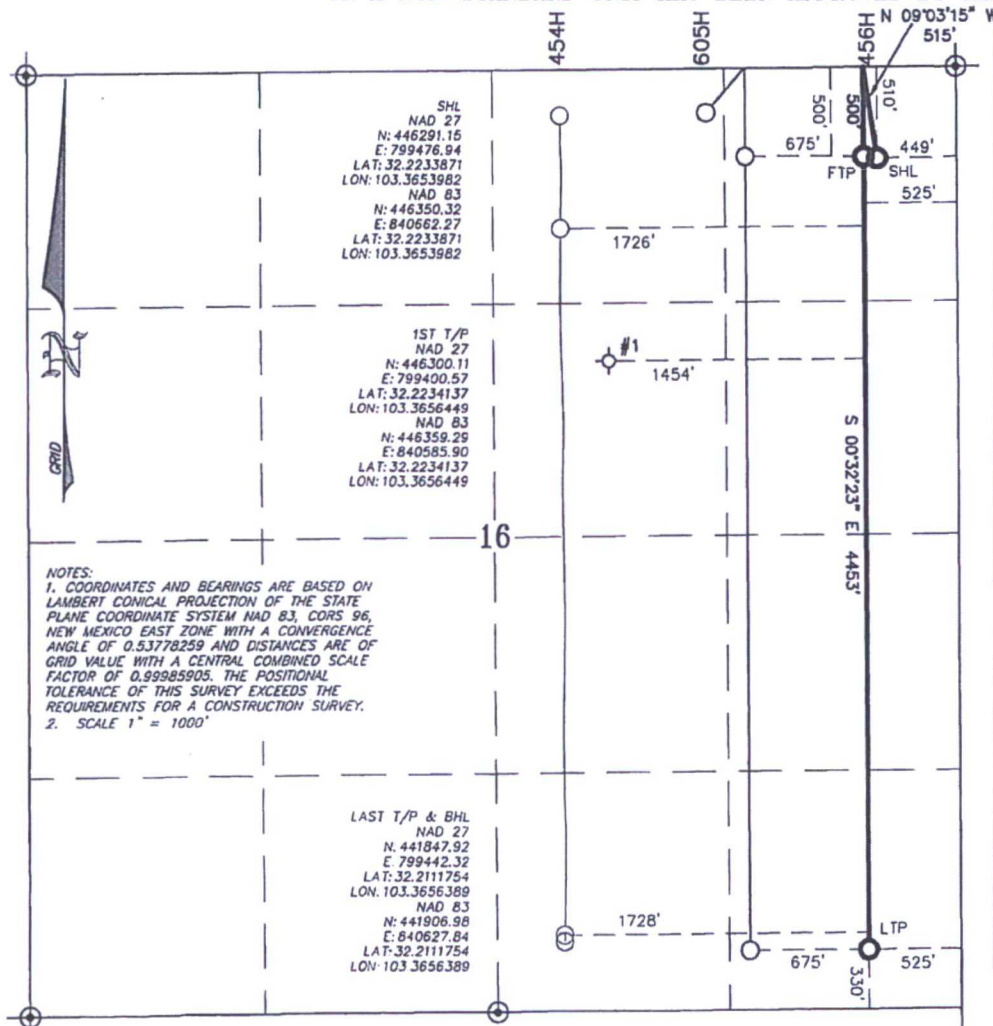 454H
605H
456H
N 09°03'15" W
515'
510'
500'
500'
675'
449'
FTP
SHL
525'
1726'
SHL
NAD 27
N: 446291.15
E: 799476.94
LAT: 32.2233871
LON: 103.3653982
NAD 83
N: 446350.32
E: 840662.27
LAT: 32.2233871
LON: 103.3653982
#1
1454'
1ST T/P
NAD 27
N: 446300.11
E: 799400.57
LAT: 32.2234137
LON: 103.3656449
NAD 83
N: 446359.29
E: 840585.90
LAT: 32.2234137
LON: 103.3656449
GRID
S 00°32'23" E 4453'
16
NOTES:
1. COORDINATES AND BEARINGS ARE BASED ON
LAMBERT CONICAL PROJECTION OF THE STATE
PLANE COORDINATE SYSTEM NAD 83, CORS 96,
NEW MEXICO EAST ZONE WITH A CONVERGENCE
ANGLE OF 0.53778259 AND DISTANCES ARE OF
GRID VALUE WITH A CENTRAL COMBINED SCALE
FACTOR OF 0.99985905. THE POSITIONAL
TOLERANCE OF THIS SURVEY EXCEEDS THE
REQUIREMENTS FOR A CONSTRUCTION SURVEY.
2. SCALE 1" = 1000'
LAST T/P & BHL
NAD 27
N. 441847.92
E. 799442.32
LAT: 32.2111754
LON: 103.3656389
NAD 83
N: 441906.98
E: 840627.84
LAT: 32.2111754
LON: 103.3656389
1728'
LTP
675'
525'
330'